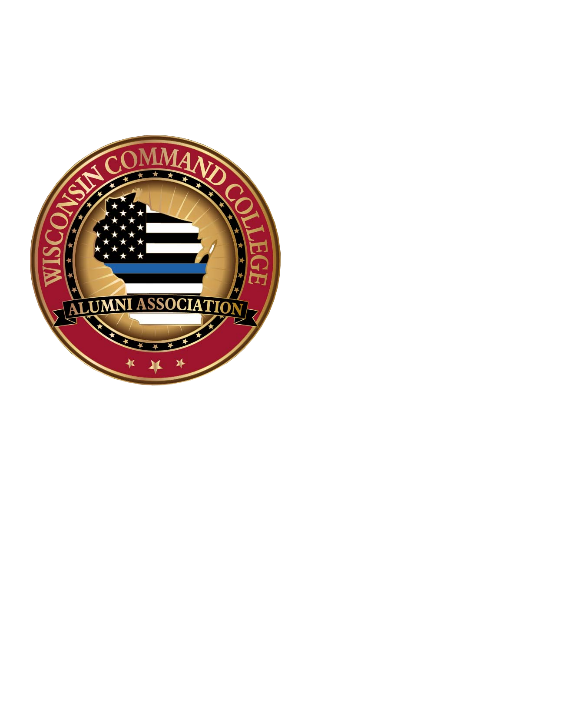 WISCONSIN COMMAND COLLEGE
ALUMNI ASSOCIATION